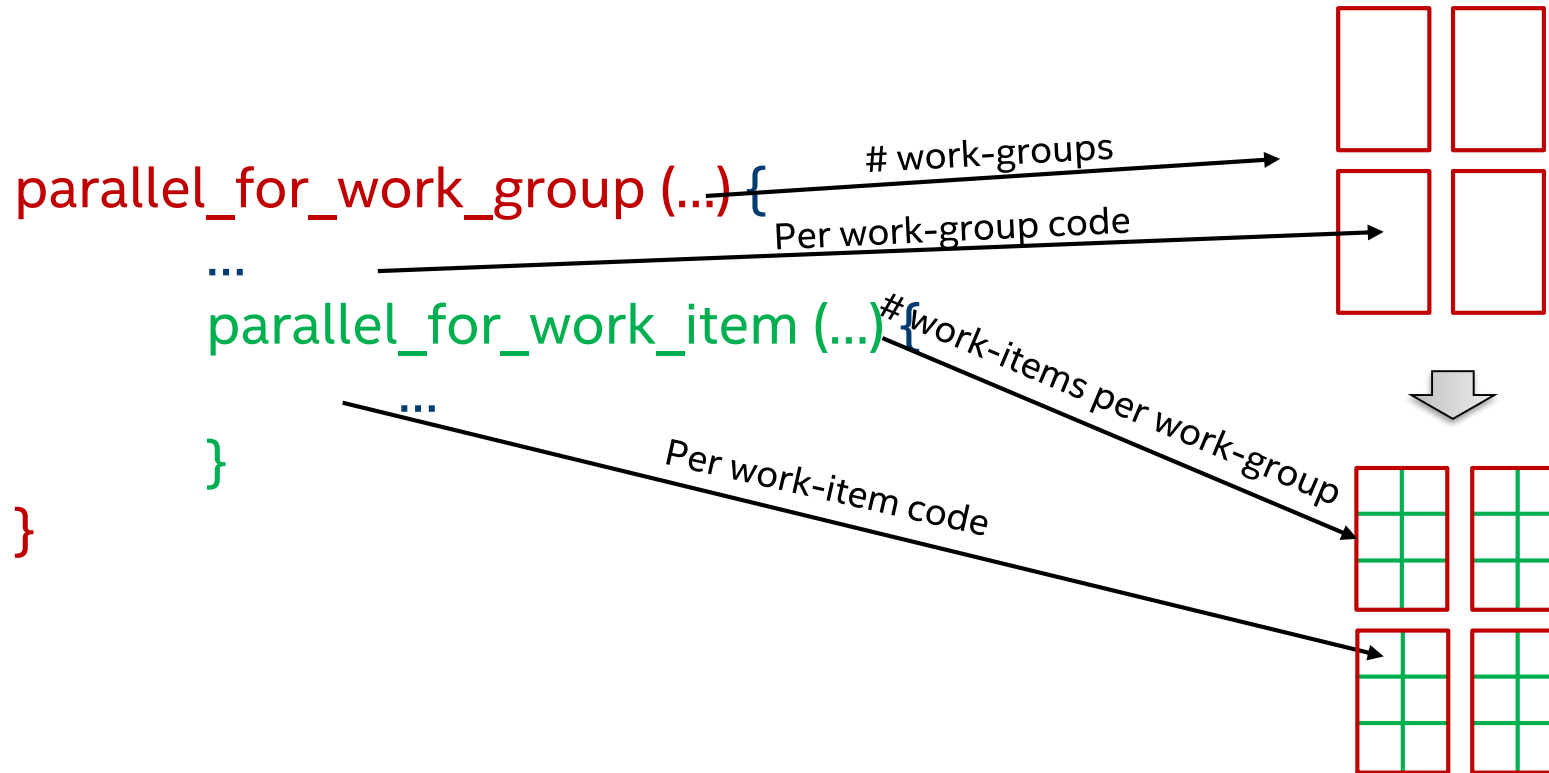 # work-groups
parallel_for_work_group (...) {
Per work-group code
...
parallel_for_work_item (...) {
# work-items per work-group
...
Per work-item code
}
}